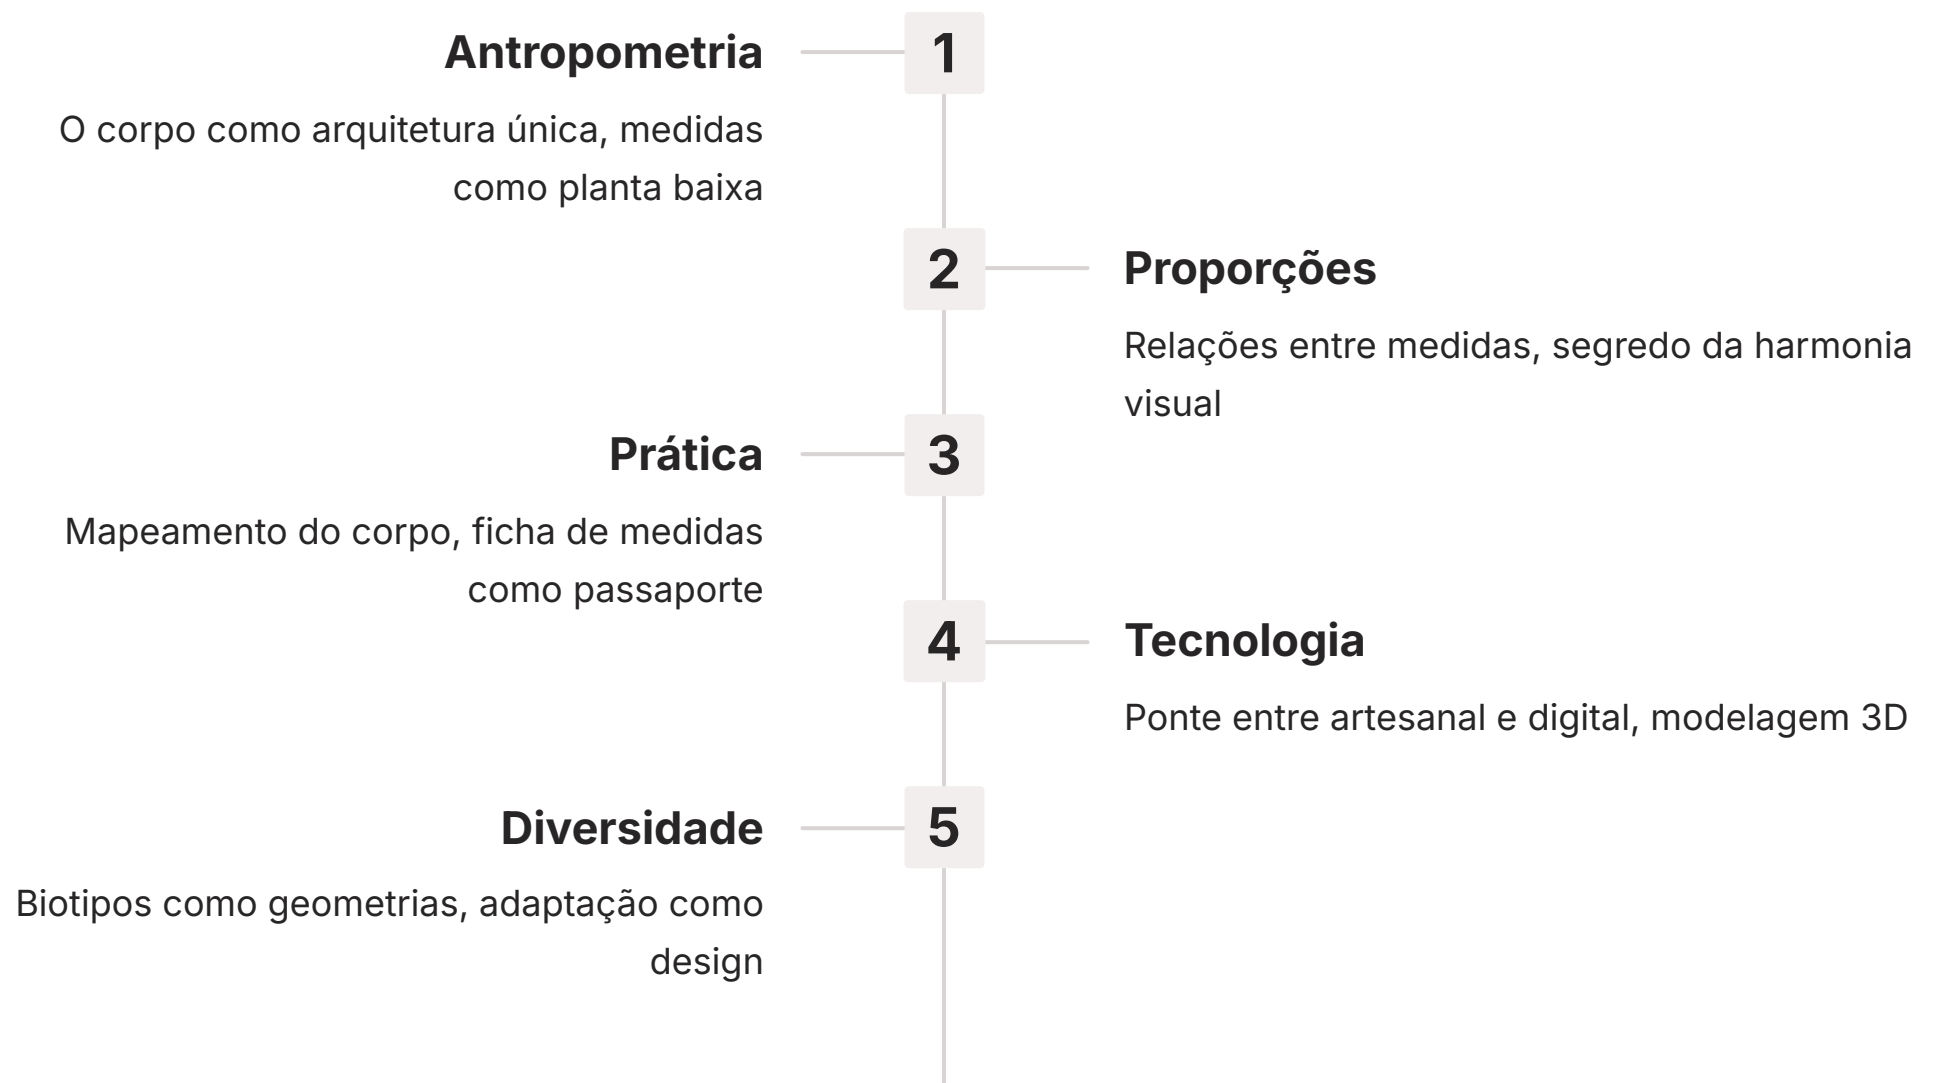 Antropometria
1
O corpo como arquitetura única, medidas
como planta baixa
2
Proporções
Relações entre medidas, segredo da harmonia
visual
Prática
3
Mapeamento do corpo, ficha de medidas
como passaporte
4
Tecnologia
Ponte entre artesanal e digital, modelagem 3D
Diversidade
5
Biotipos como geometrias, adaptação como
design